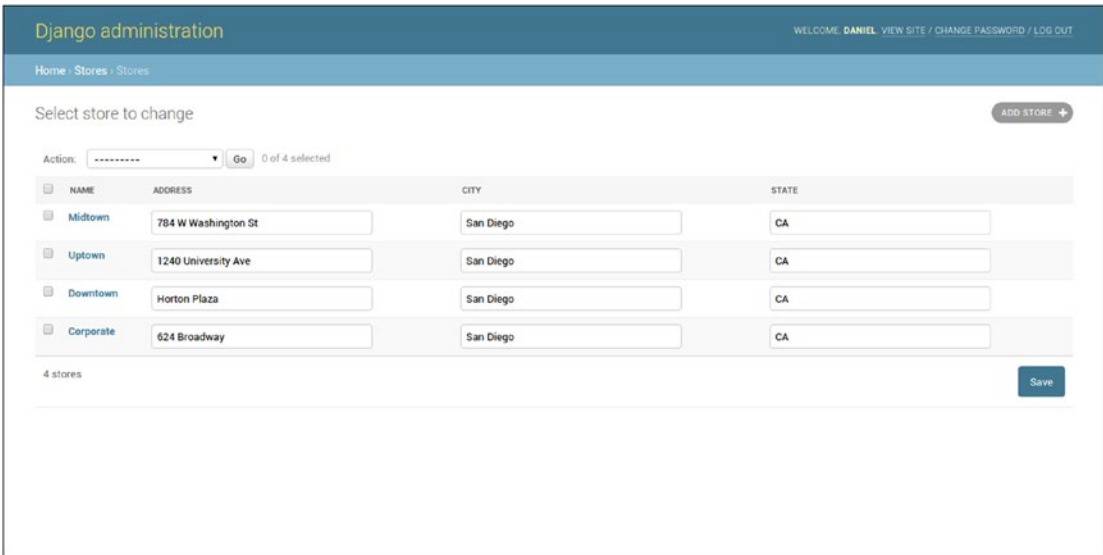 Django administration
WELCOME, DANIEL. VIEW SITE / CHANGE PASSWORD / LOG OUT
Home › Stores › Stores
Select store to change
ADD STORE +
Action: --------- Go 0 of 4 selected
NAME ADDRESS CITY STATE
Midtown 784 W Washington St San Diego CA
Uptown 1240 University Ave San Diego CA
Downtown Horton Plaza San Diego CA
Corporate 624 Broadway San Diego CA
4 stores
Save